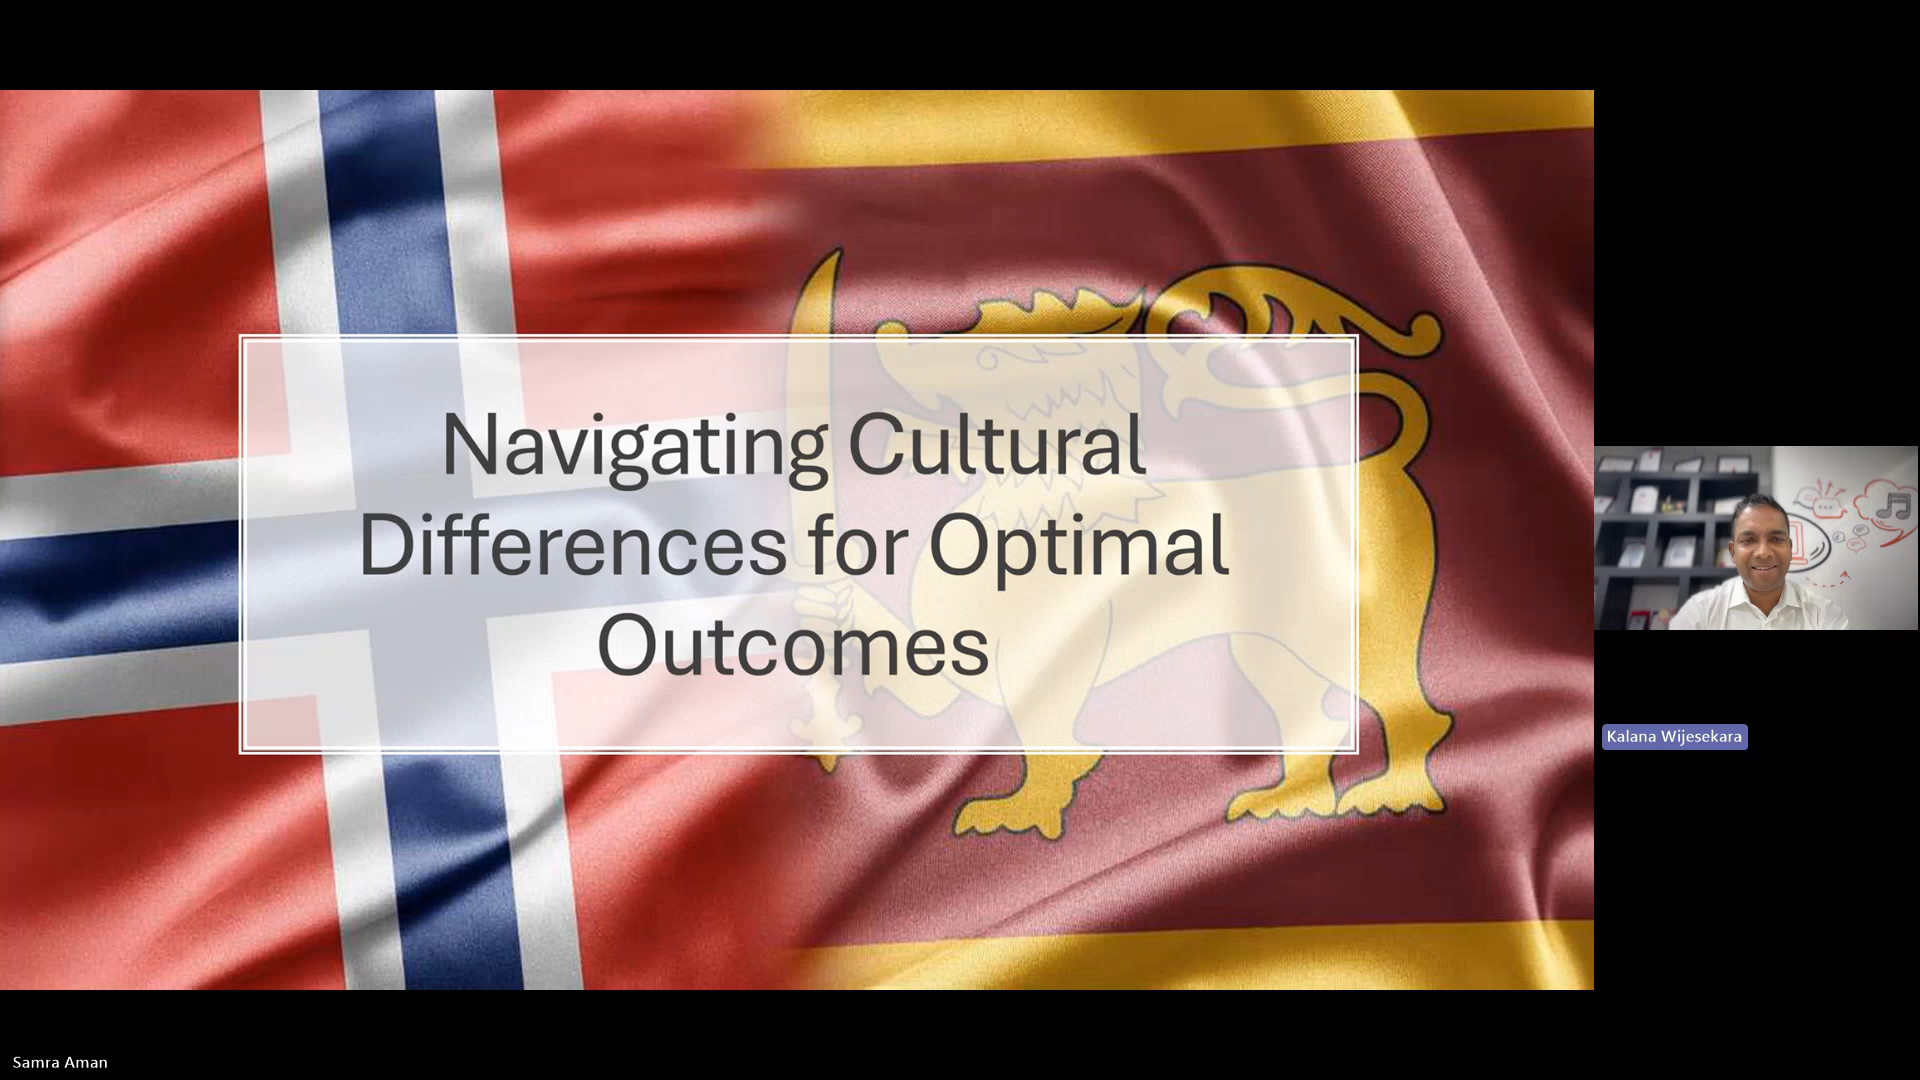 Navigating Cultural
Differences for Optimal
Outcomes
Kalana Wijesekara
Samra Aman